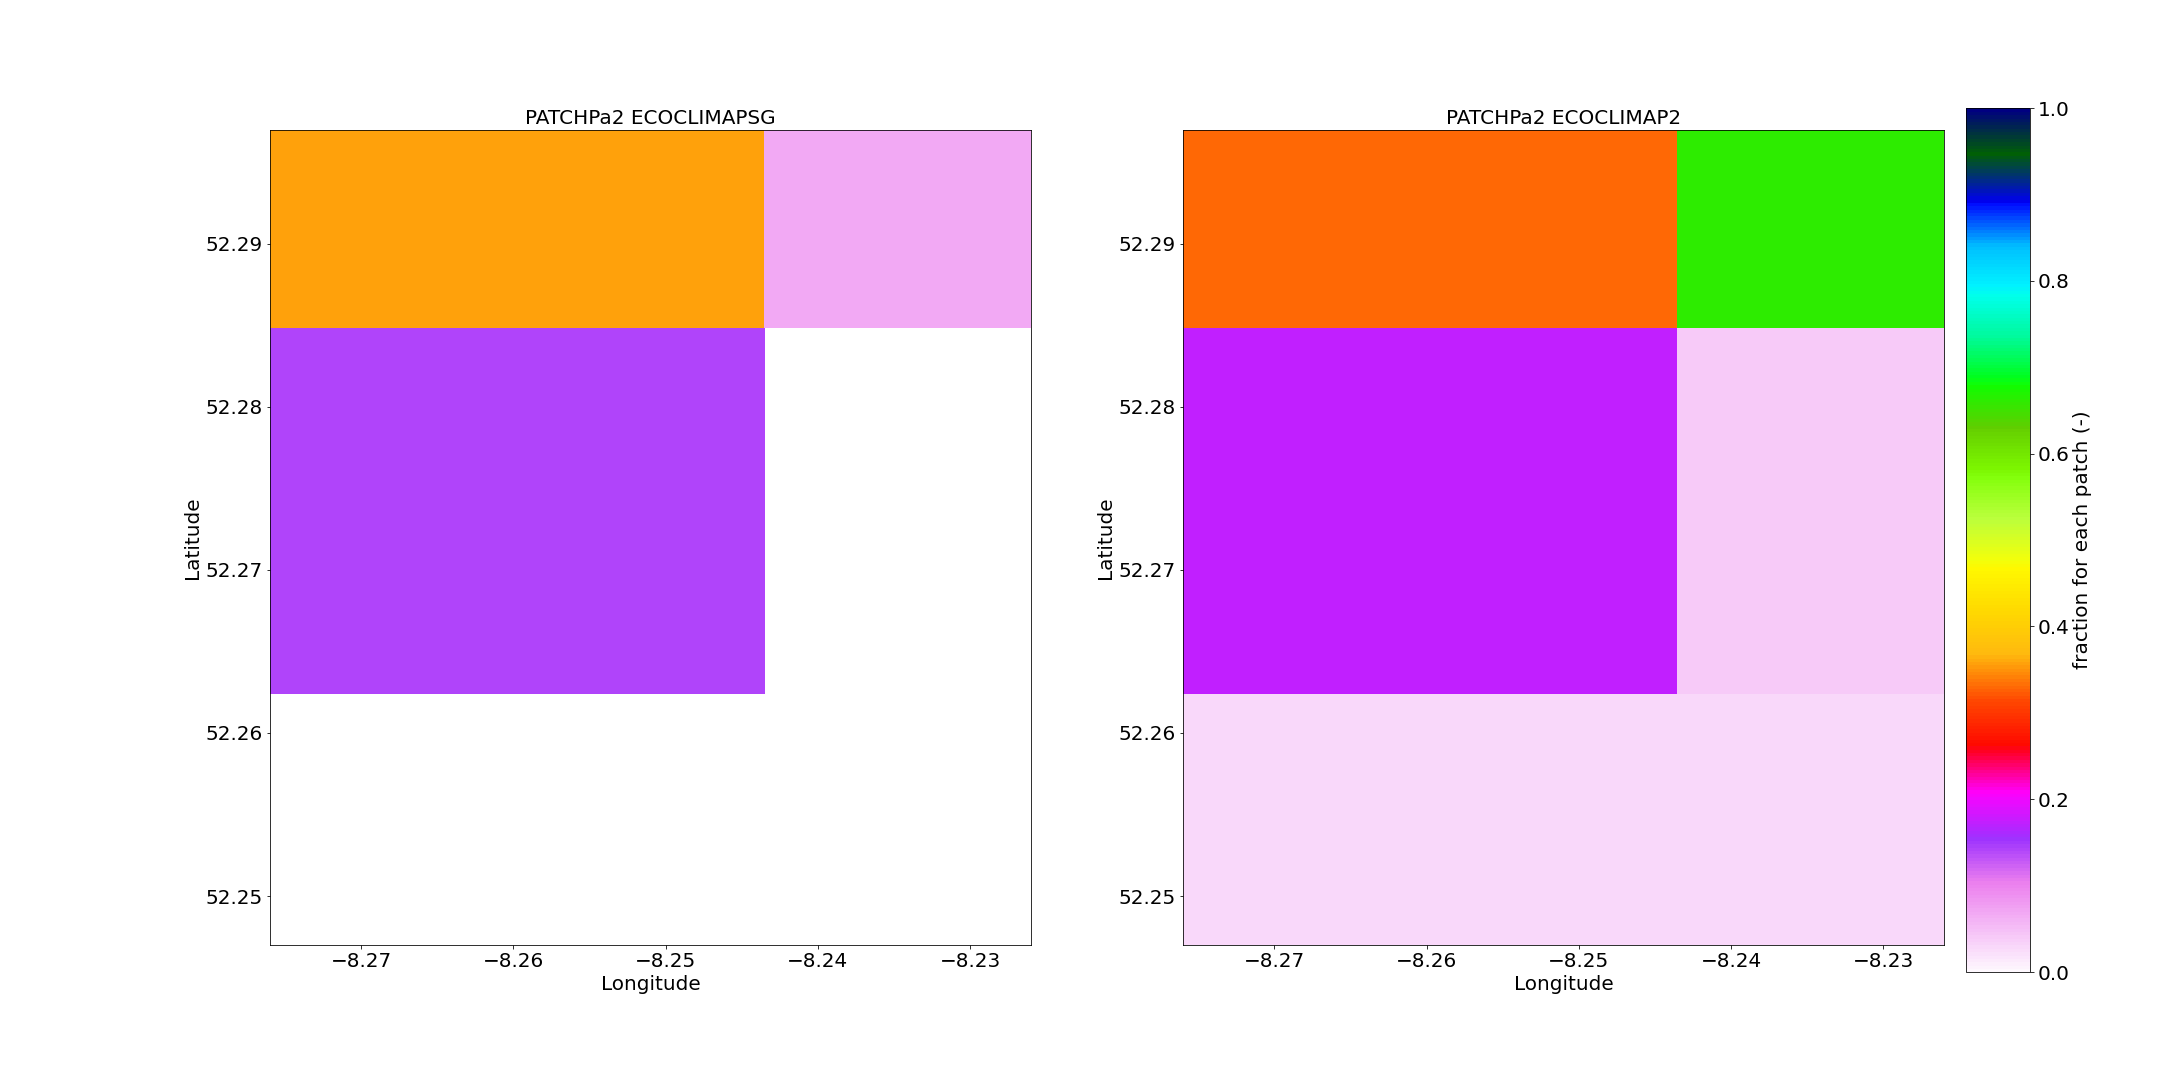 PATCHPa2 ECOCLIMAPSG
52.29
52.28
52.27
52.26
52.25
Latitude
−8.27 −8.26 −8.25 −8.24 −8.23
Longitude
PATCHPa2 ECOCLIMAP2
52.29
52.28
52.27
52.26
52.25
Latitude
−8.27 −8.26 −8.25 −8.24 −8.23
Longitude
1.0
0.8
0.6
0.4
0.2
0.0
fraction for each patch (-)